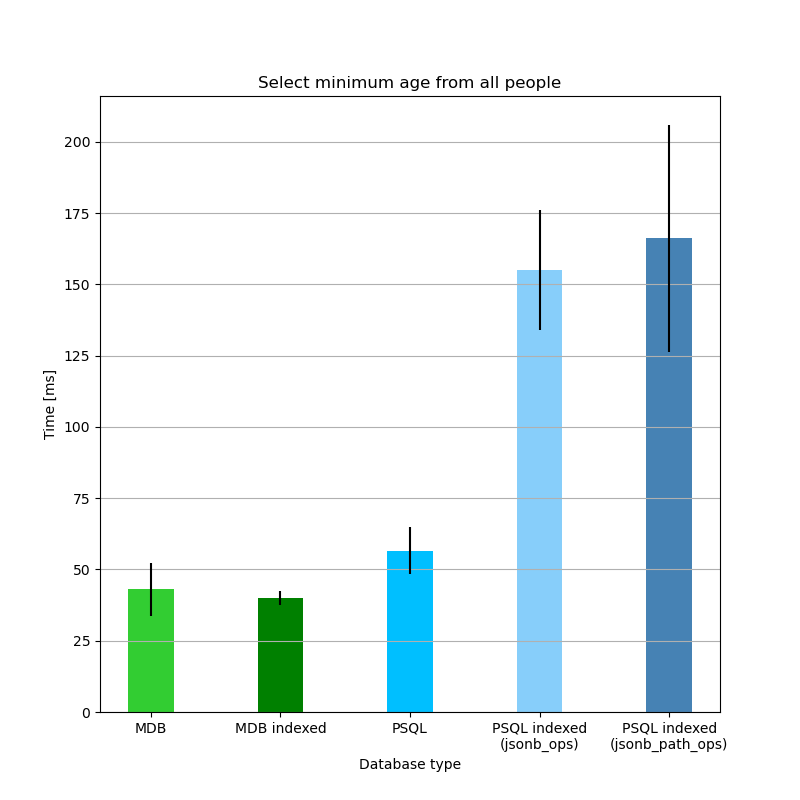 Select minimum age from all people
Time [ms]
200
175
150
125
100
75
50
25
0
MDB
MDB indexed
PSQL
PSQL indexed
(jsonb_ops)
PSQL indexed
(jsonb_path_ops)
Database type